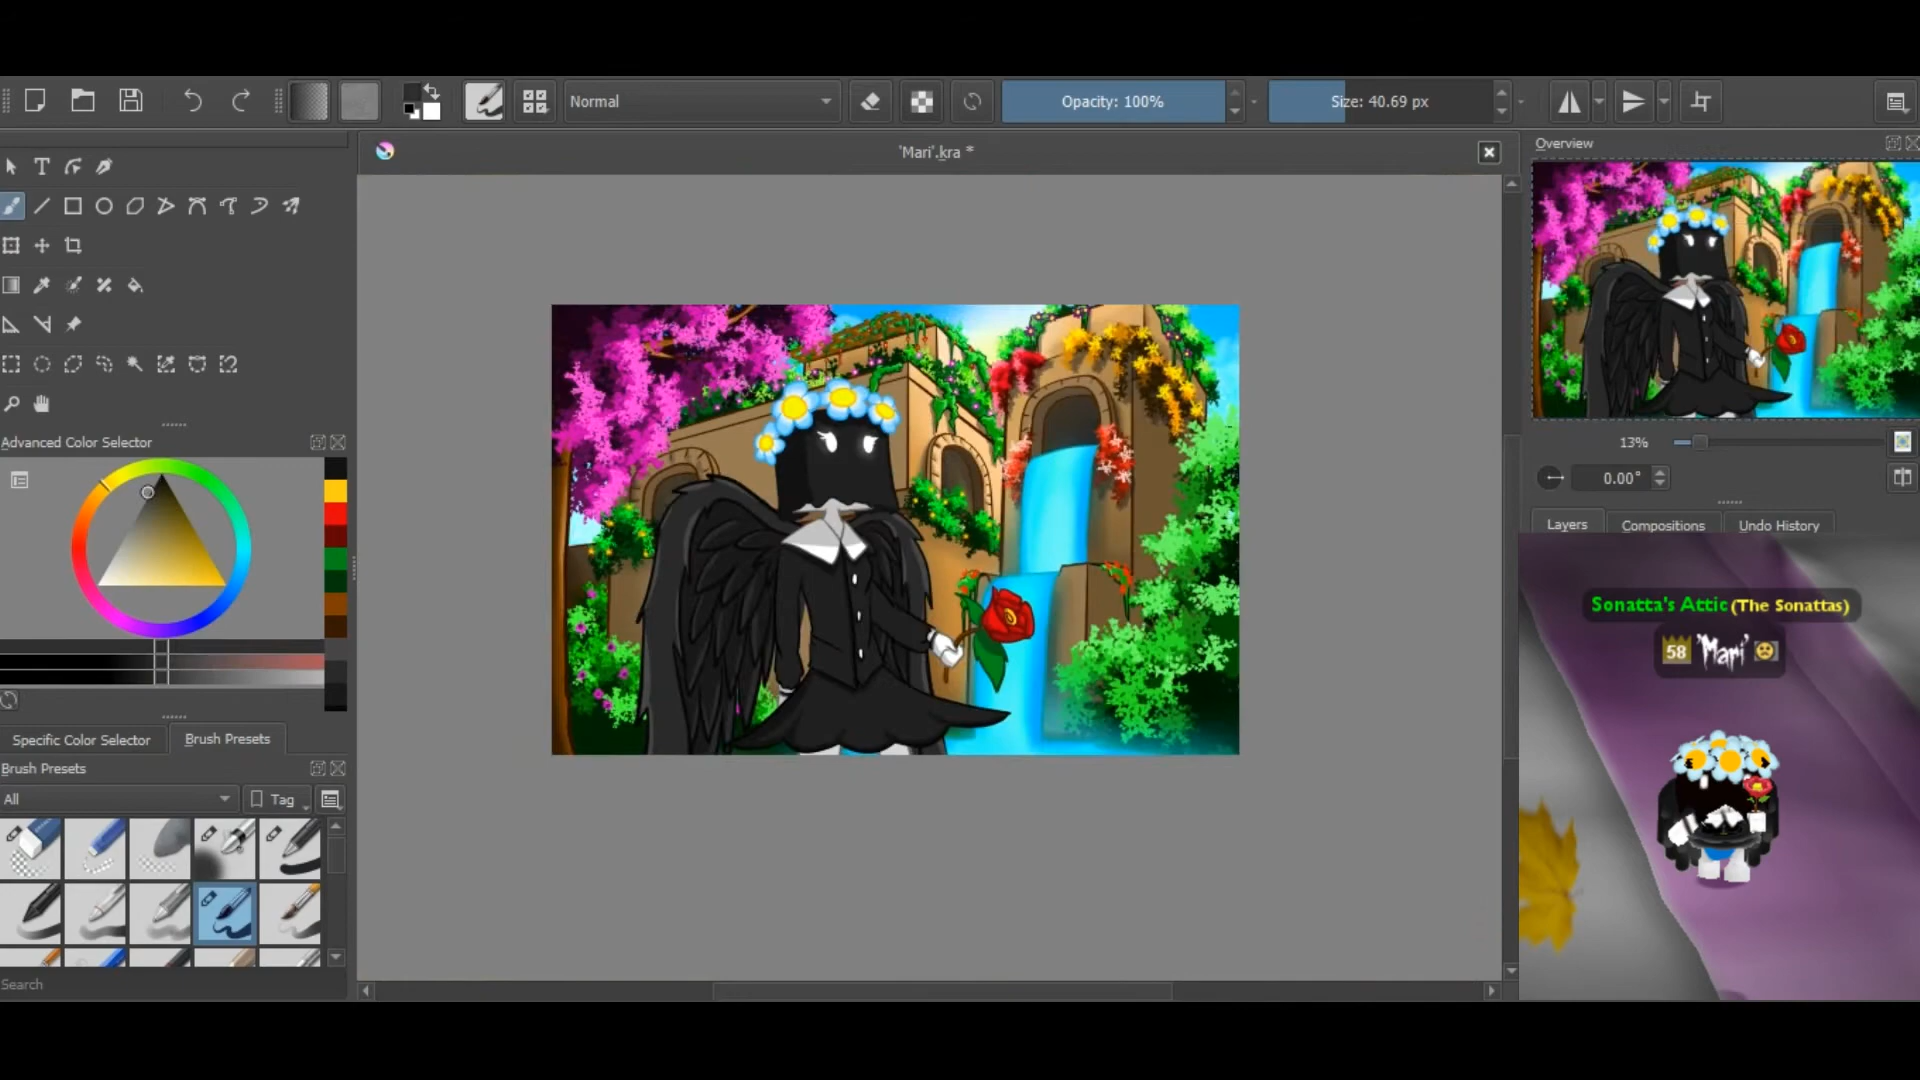 Normal
Opacity: 100%
Size: 40.69 px
'Mari'.kra *
Overview
13%
0.00°
Layers
Compositions
Undo History
Advanced Color Selector
Specific Color Selector
Brush Presets
Brush Presets
All
Tag
Search
Sonatta's Attic (The Sonattas)
58 'Mari'